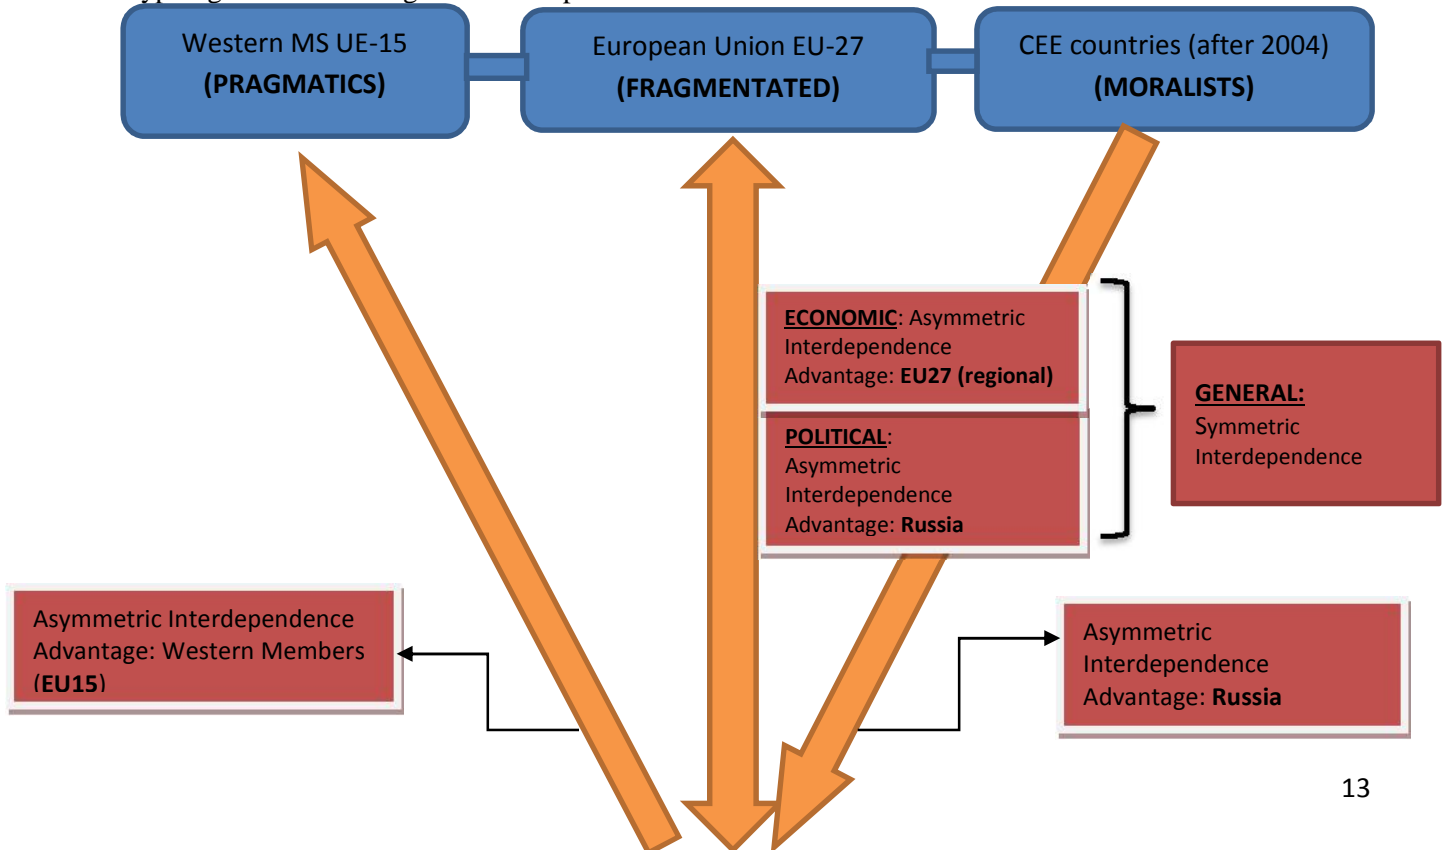 Western MS UE-15
(PRAGMATICS)
European Union EU-27
(FRAGMENTATED)
CEE countries (after 2004)
(MORALISTS)
ECONOMIC: Asymmetric
Interdependence
Advantage: EU27 (regional)
POLITICAL:
Asymmetric
Interdependence
Advantage: Russia
GENERAL:
Symmetric
Interdependence
Asymmetric Interdependence
Advantage: Western Members
(EU15)
Asymmetric
Interdependence
Advantage: Russia
13